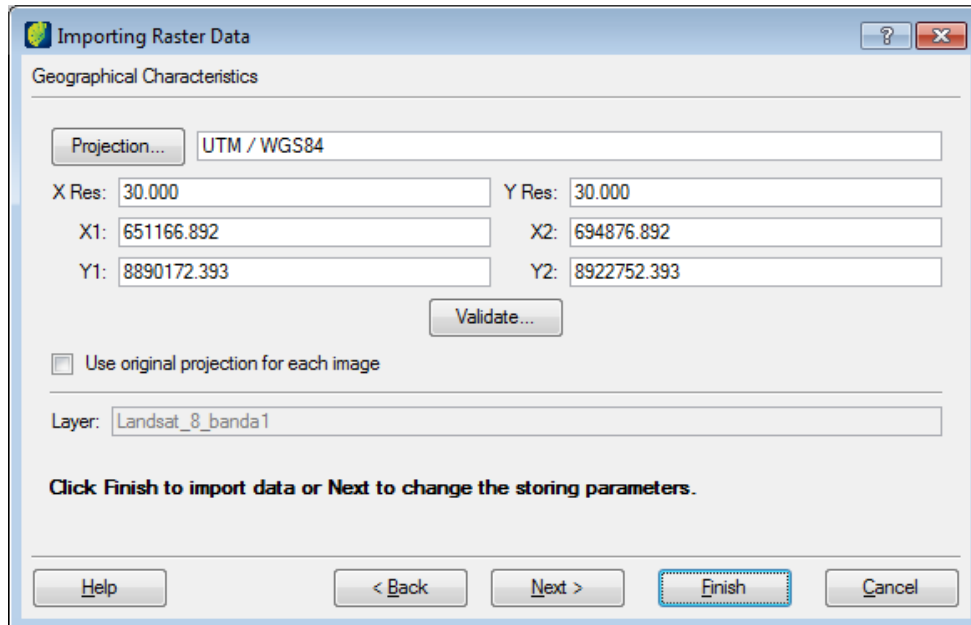 Importing Raster Data
Geographical Characteristics
Projection... UTM / WGS84
X Res: 30.000 Y Res: 30.000
X1: 651166.892 X2: 694876.892
Y1: 8890172.393 Y2: 8922752.393
Validate...
Use original projection for each image
Layer: Landsat_8_banda1
Click Finish to import data or Next to change the storing parameters.
Help < Back Next > Finish Cancel